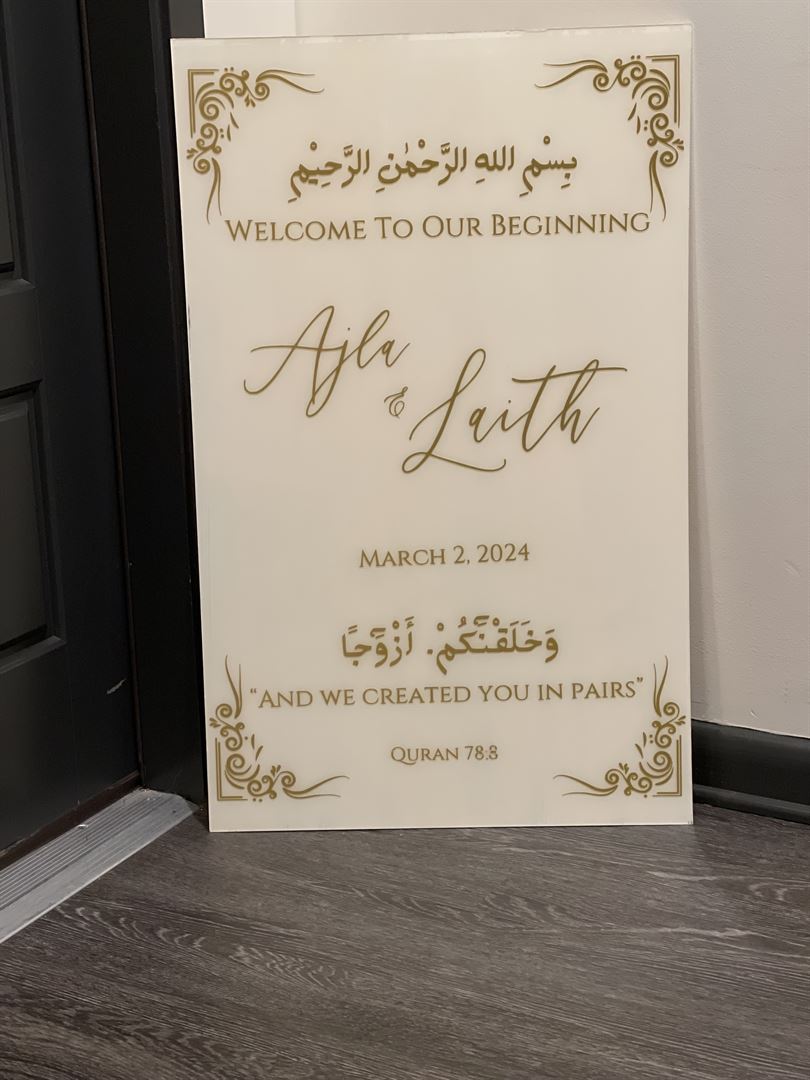 بِسْمِ اللهِ الرَّحْمٰنِ الرَّحِيْمِ
WELCOME TO OUR BEGINNING
Ajla
&
Laith
MARCH 2, 2024
وَخَلَقْنَٰكُمْ أَزْوَٰجًا
“AND WE CREATED YOU IN PAIRS”
QURAN 78:8